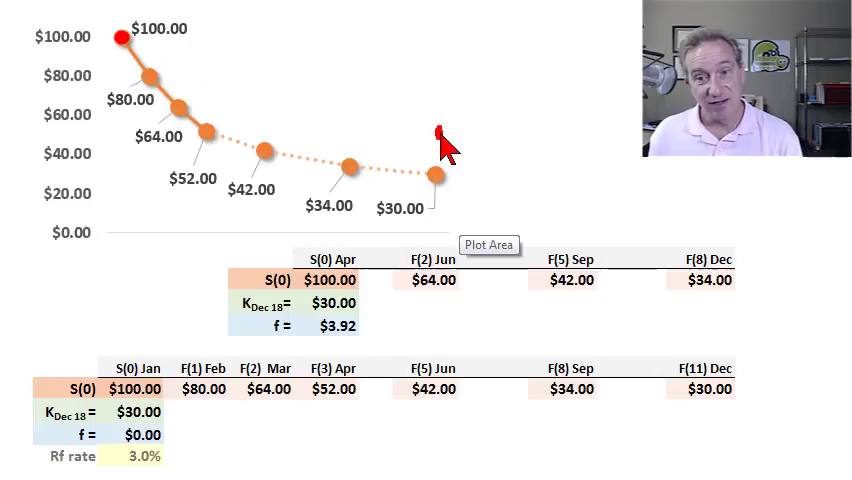 $100.00
$100.00
$80.00
$80.00
$60.00
$64.00
$40.00
$52.00
$42.00
$20.00
$34.00
$30.00
$0.00
Plot Area
S(0) Apr F(2) Jun F(5) Sep F(8) Dec
S(0) $100.00 $64.00 $42.00 $34.00
KDec 18= $30.00
f = $3.92
S(0) Jan F(1) Feb F(2) Mar F(3) Apr F(5) Jun F(8) Sep F(11) Dec
S(0) $100.00 $80.00 $64.00 $52.00 $42.00 $34.00 $30.00
KDec 18 = $30.00
f = $0.00
Rf rate 3.0%